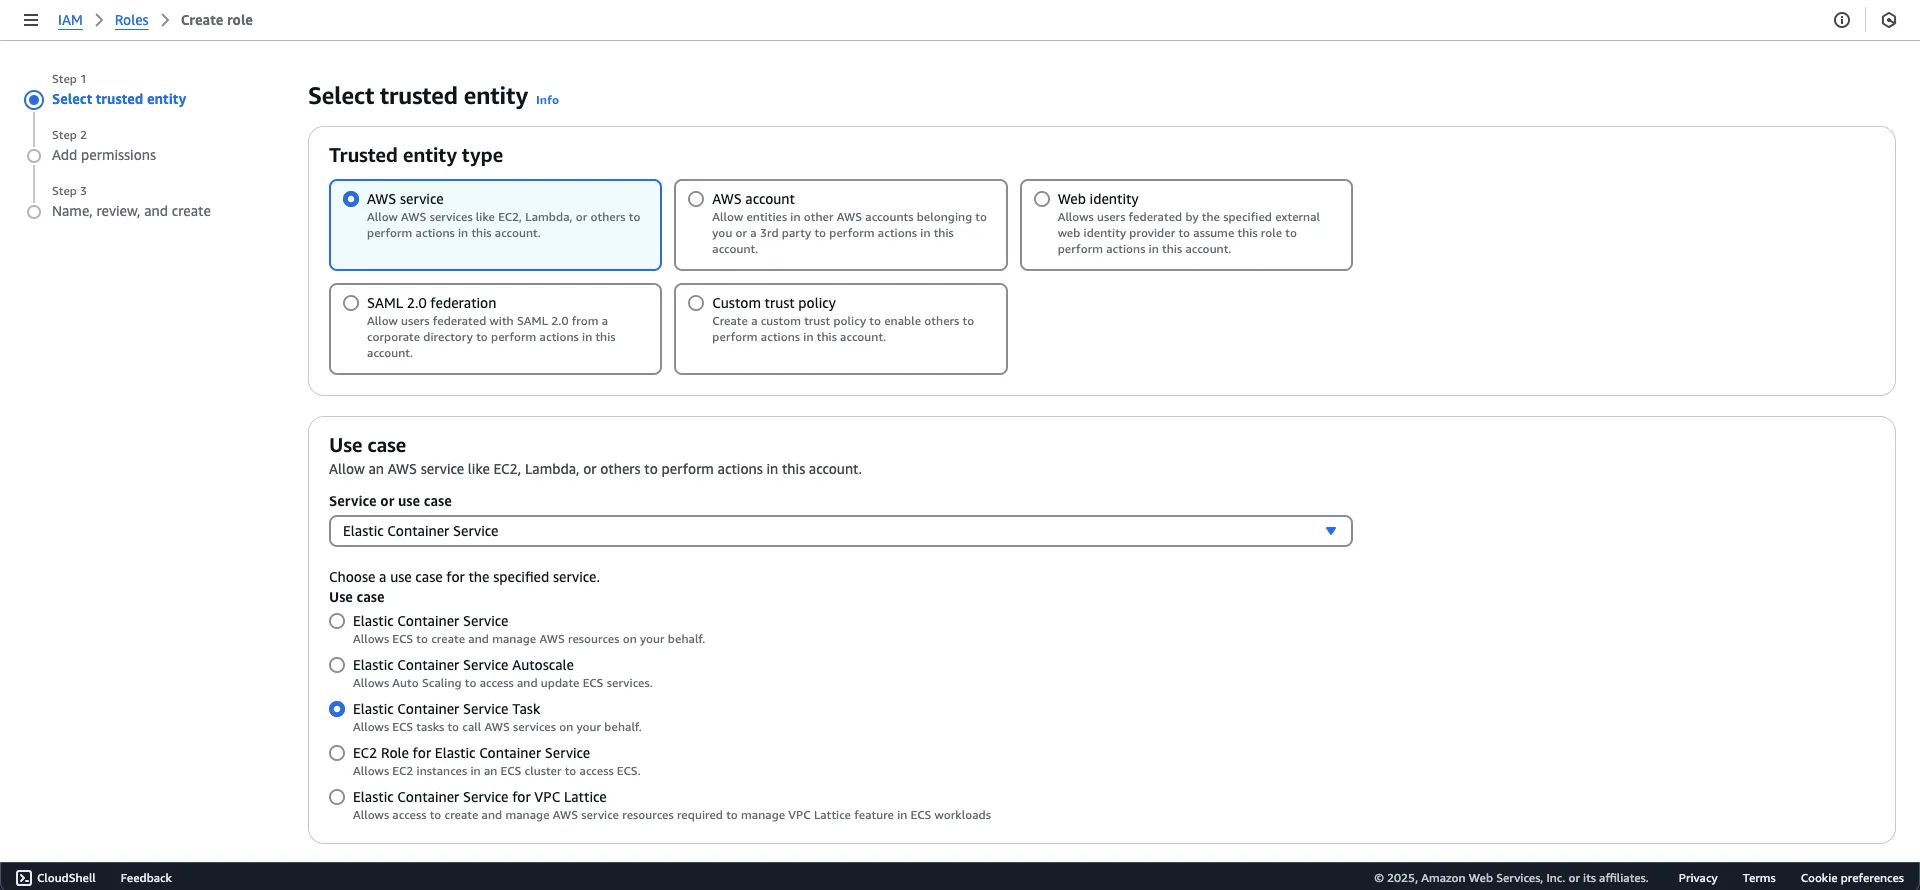 IAM > Roles > Create role
Step 1
Select trusted entity
Step 2
Add permissions
Step 3
Name, review, and create
Select trusted entity Info
Trusted entity type
AWS service
Allow AWS services like EC2, Lambda, or others to
perform actions in this account.
AWS account
Allow entities in other AWS accounts belonging to
you or a 3rd party to perform actions in this
account.
Web identity
Allows users federated by the specified external
web identity provider to assume this role to
perform actions in this account.
SAML 2.0 federation
Allow users federated with SAML 2.0 from a
corporate directory to perform actions in this
account.
Custom trust policy
Create a custom trust policy to enable others to
perform actions in this account.
Use case
Allow an AWS service like EC2, Lambda, or others to perform actions in this account.
Service or use case
Elastic Container Service
Choose a use case for the specified service.
Use case
Elastic Container Service
Allows ECS to create and manage AWS resources on your behalf.
Elastic Container Service Autoscale
Allows Auto Scaling to access and update ECS services.
Elastic Container Service Task
Allows ECS tasks to call AWS services on your behalf.
EC2 Role for Elastic Container Service
Allows EC2 instances in an ECS cluster to access ECS.
Elastic Container Service for VPC Lattice
Allows access to create and manage AWS service resources required to manage VPC Lattice feature in ECS workloads
CloudShell Feedback © 2025, Amazon Web Services, Inc. or its affiliates. Privacy Terms Cookie preferences